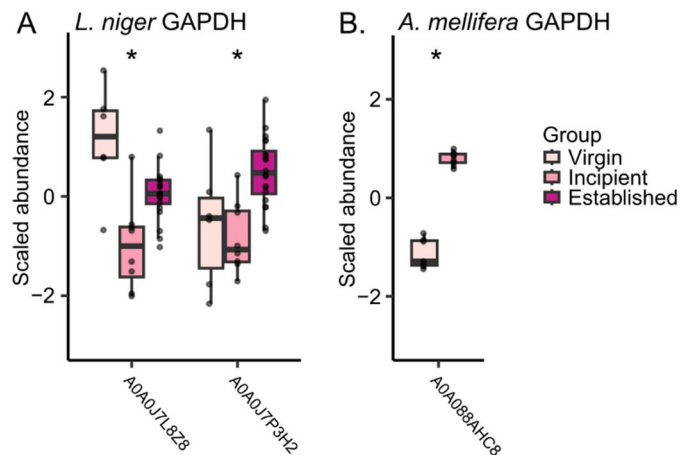 A L. niger GAPDH
Scaled abundance
2
0
−2
*
*
A0A0J7L8Z8
A0A0J7P3H2
B. A. mellifera GAPDH
Scaled abundance
2
0
−2
*
A0A088AHC8
Group
Virgin
Incipient
Established